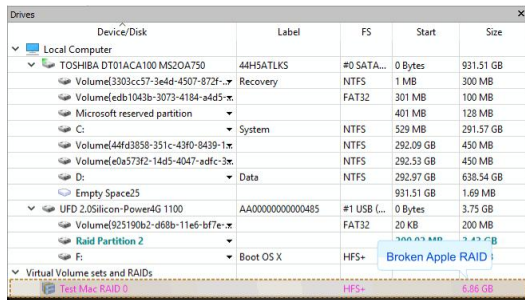 Drives ×
Device/Disk Label FS Start Size
Local Computer
TOSHIBA DT01ACA100 MS2OA750 44H5ATLKS #0 SATA... 0 Bytes 931.51 GB
Volume(3303cc57-3e4d-4507-872f-.. Recovery NTFS 1 MB 300 MB
Volume(edb1043b-3073-4184-a4d5-.. FAT32 301 MB 100 MB
Microsoft reserved partition 401 MB 128 MB
C: System NTFS 529 MB 291.57 GB
Volume(44fd3858-351c-43f0-8439-1.. NTFS 292.09 GB 450 MB
Volume(e0a573f2-14d5-4047-adfc-3.. NTFS 292.53 GB 450 MB
D: Data NTFS 292.97 GB 638.54 GB
Empty Space25 931.51 GB 1.69 MB
UFD 2.0Silicon-Power4G 1100 AA00000000000485 #1 USB (... 0 Bytes 3.75 GB
Volume(925190b2-d68b-11e6-bf7e-.. FAT32 20 KB 200 MB
Raid Partition 2
F: Boot OS X HFS+
Broken Apple RAID
Virtual Volume sets and RAIDs
Test Mac RAID 0 HFS+ 6.86 GB